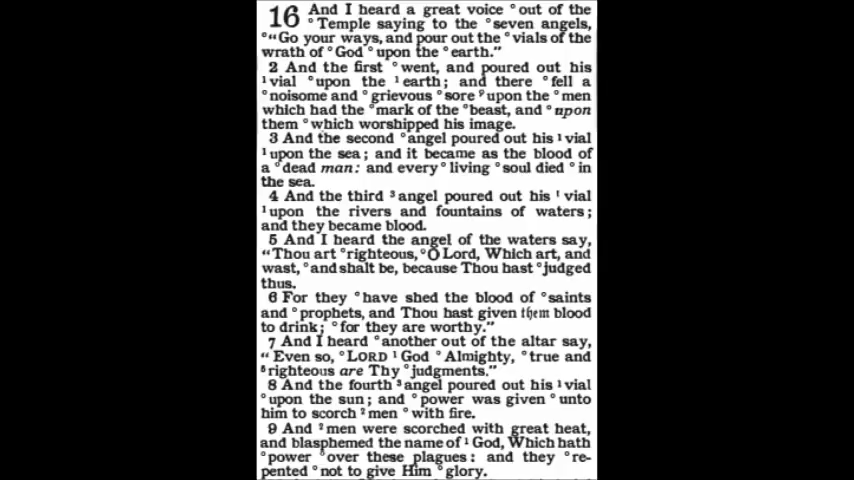 16 And I heard a great voice °out of the
°Temple saying to the °seven angels,
°"Go your ways, and pour out the °vials of the
wrath of °God °upon the °earth."
2 And the first °went, and poured out his
¹vial °upon the ¹earth; and there °fell a
°noisome and °grievous °sore °upon the °men
which had the °mark of the °beast, and °upon
them °which worshipped his image.
3 And the second °angel poured out his ¹vial
¹upon the sea; and it became as the blood of
a °dead man: and every °living °soul died °in
the sea.
4 And the third ³angel poured out his ¹vial
¹upon the rivers and fountains of waters;
and they became blood.
5 And I heard the angel of the waters say,
"Thou art °righteous, °O Lord, Which art, and
wast, °and shalt be, because Thou hast °judged
thus.
6 For they °have shed the blood of °saints
and °prophets, and Thou hast given them blood
to drink; °for they are worthy."
7 And I heard °another out of the altar say,
"Even so, °LORD ¹God °Almighty, °true and
⁵righteous are Thy °judgments."
8 And the fourth ³angel poured out his ¹vial
°upon the sun; and °power was given °unto
him to scorch ²men °with fire.
9 And ²men were scorched with great heat,
and blasphemed the name of ¹God, Which hath
°power °over these plagues: and they °re-
pented °not to give Him °glory.